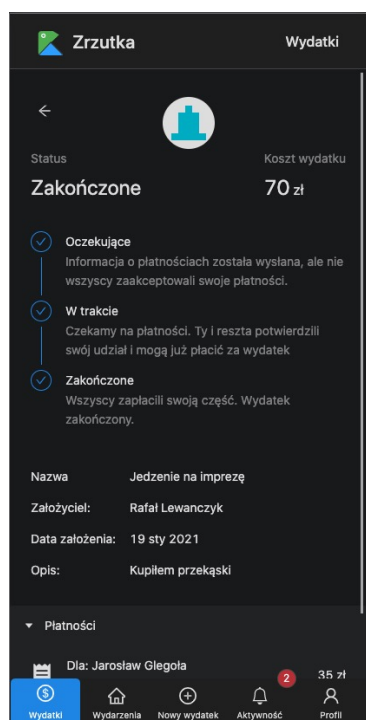 Zrzutka Wydatki
Status Koszt wydatku
Zakończone 70 zł
Oczekujące
Informacja o płatnościach została wysłana, ale nie
wszyscy zaakceptowali swoje płatności.
W trakcie
Czekamy na płatności. Ty i reszta potwierdzili
swój udział i mogą już płacić za wydatek
Zakończone
Wszyscy zapłacili swoją część. Wydatek
zakończony.
Nazwa Jedzenie na imprezę
Założyciel: Rafał Lewanczyk
Data założenia: 19 sty 2021
Opis: Kupiłem przekąski
Płatności
Dla: Jarosław Glegoła
35 zł
2
Wydatki Wydarzenia Nowy wydatek Aktywność Profil